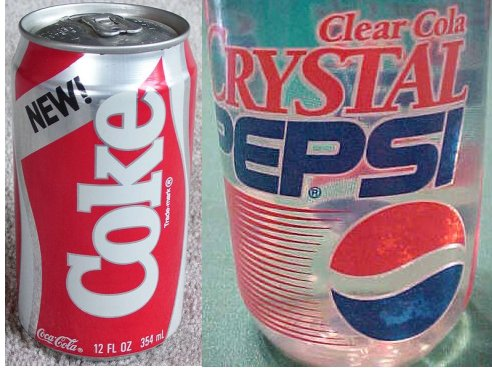 NEW!
Coke
Trade-mark ®
Coca-Cola ®
12 FL OZ 354 mL
Clear Cola
CRYSTAL
PEPSI
®